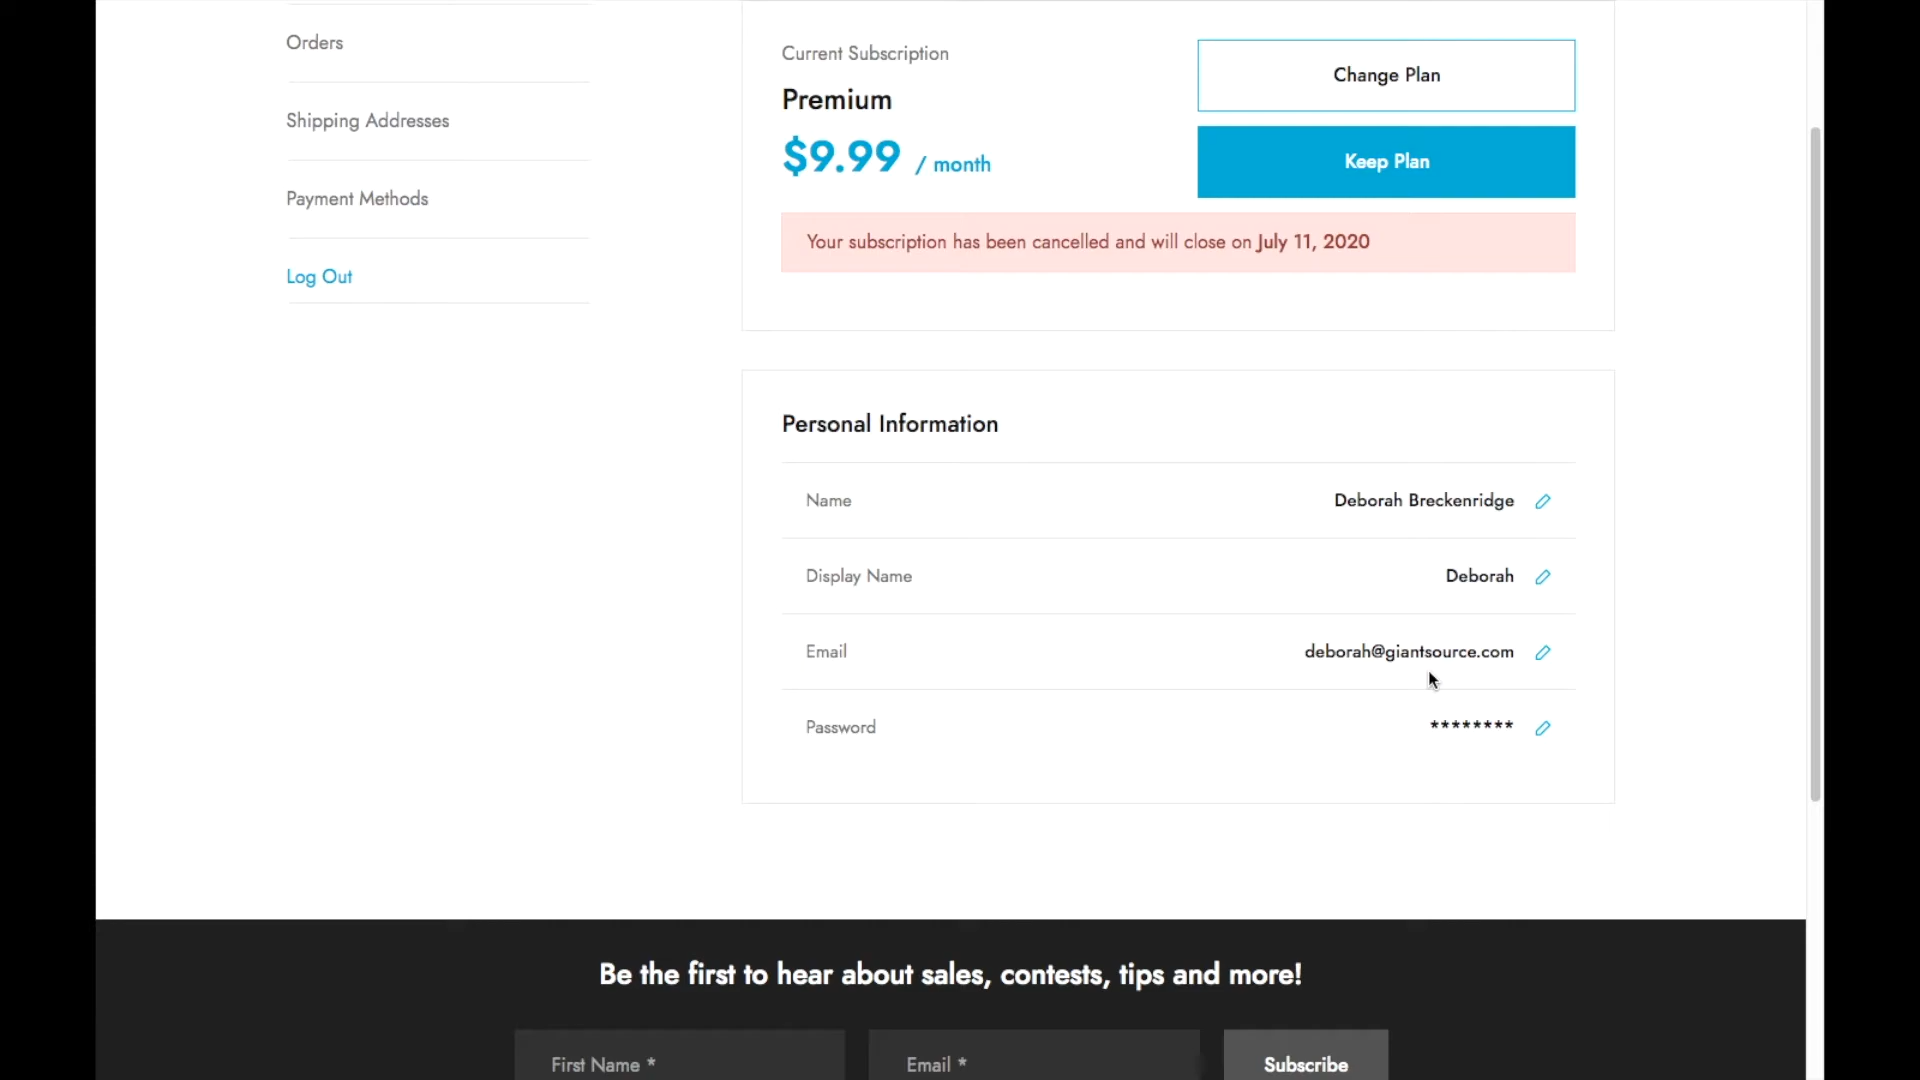 Orders
Shipping Addresses
Payment Methods
Log Out
Current Subscription
Premium
$9.99 / month
Change Plan
Keep Plan
Your subscription has been cancelled and will close on July 11, 2020
Personal Information
Name Deborah Breckenridge
Display Name Deborah
Email deborah@giantsource.com
Password ********
Be the first to hear about sales, contests, tips and more!
First Name * Email * Subscribe